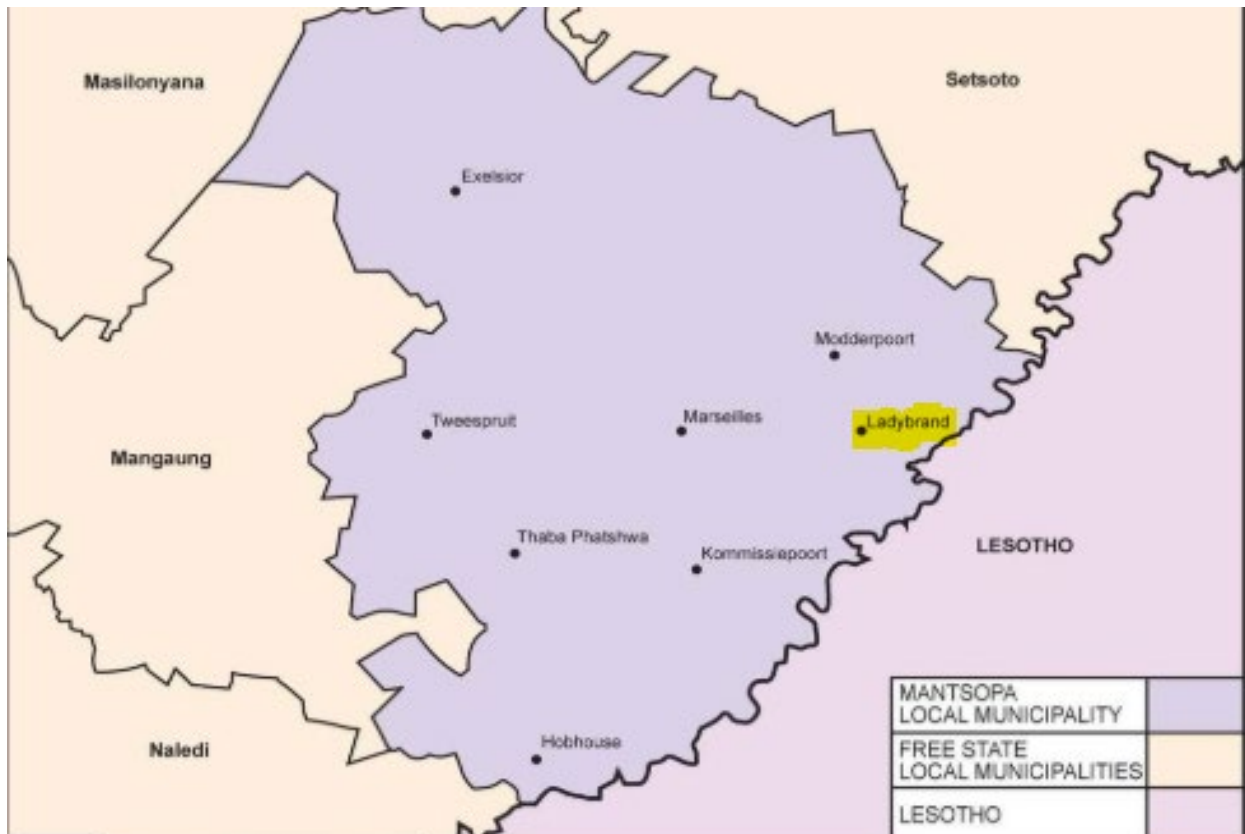 Masilonyana
Setsoto
Exelsior
Modderpoort
Tweespruit
Marseilles
Ladybrand
Mangaung
Thaba Phatshwa
Kommissiepoort
LESOTHO
Naledi
Hobhouse
MANTSOPA
LOCAL MUNICIPALITY
FREE STATE
LOCAL MUNICIPALITIES
LESOTHO